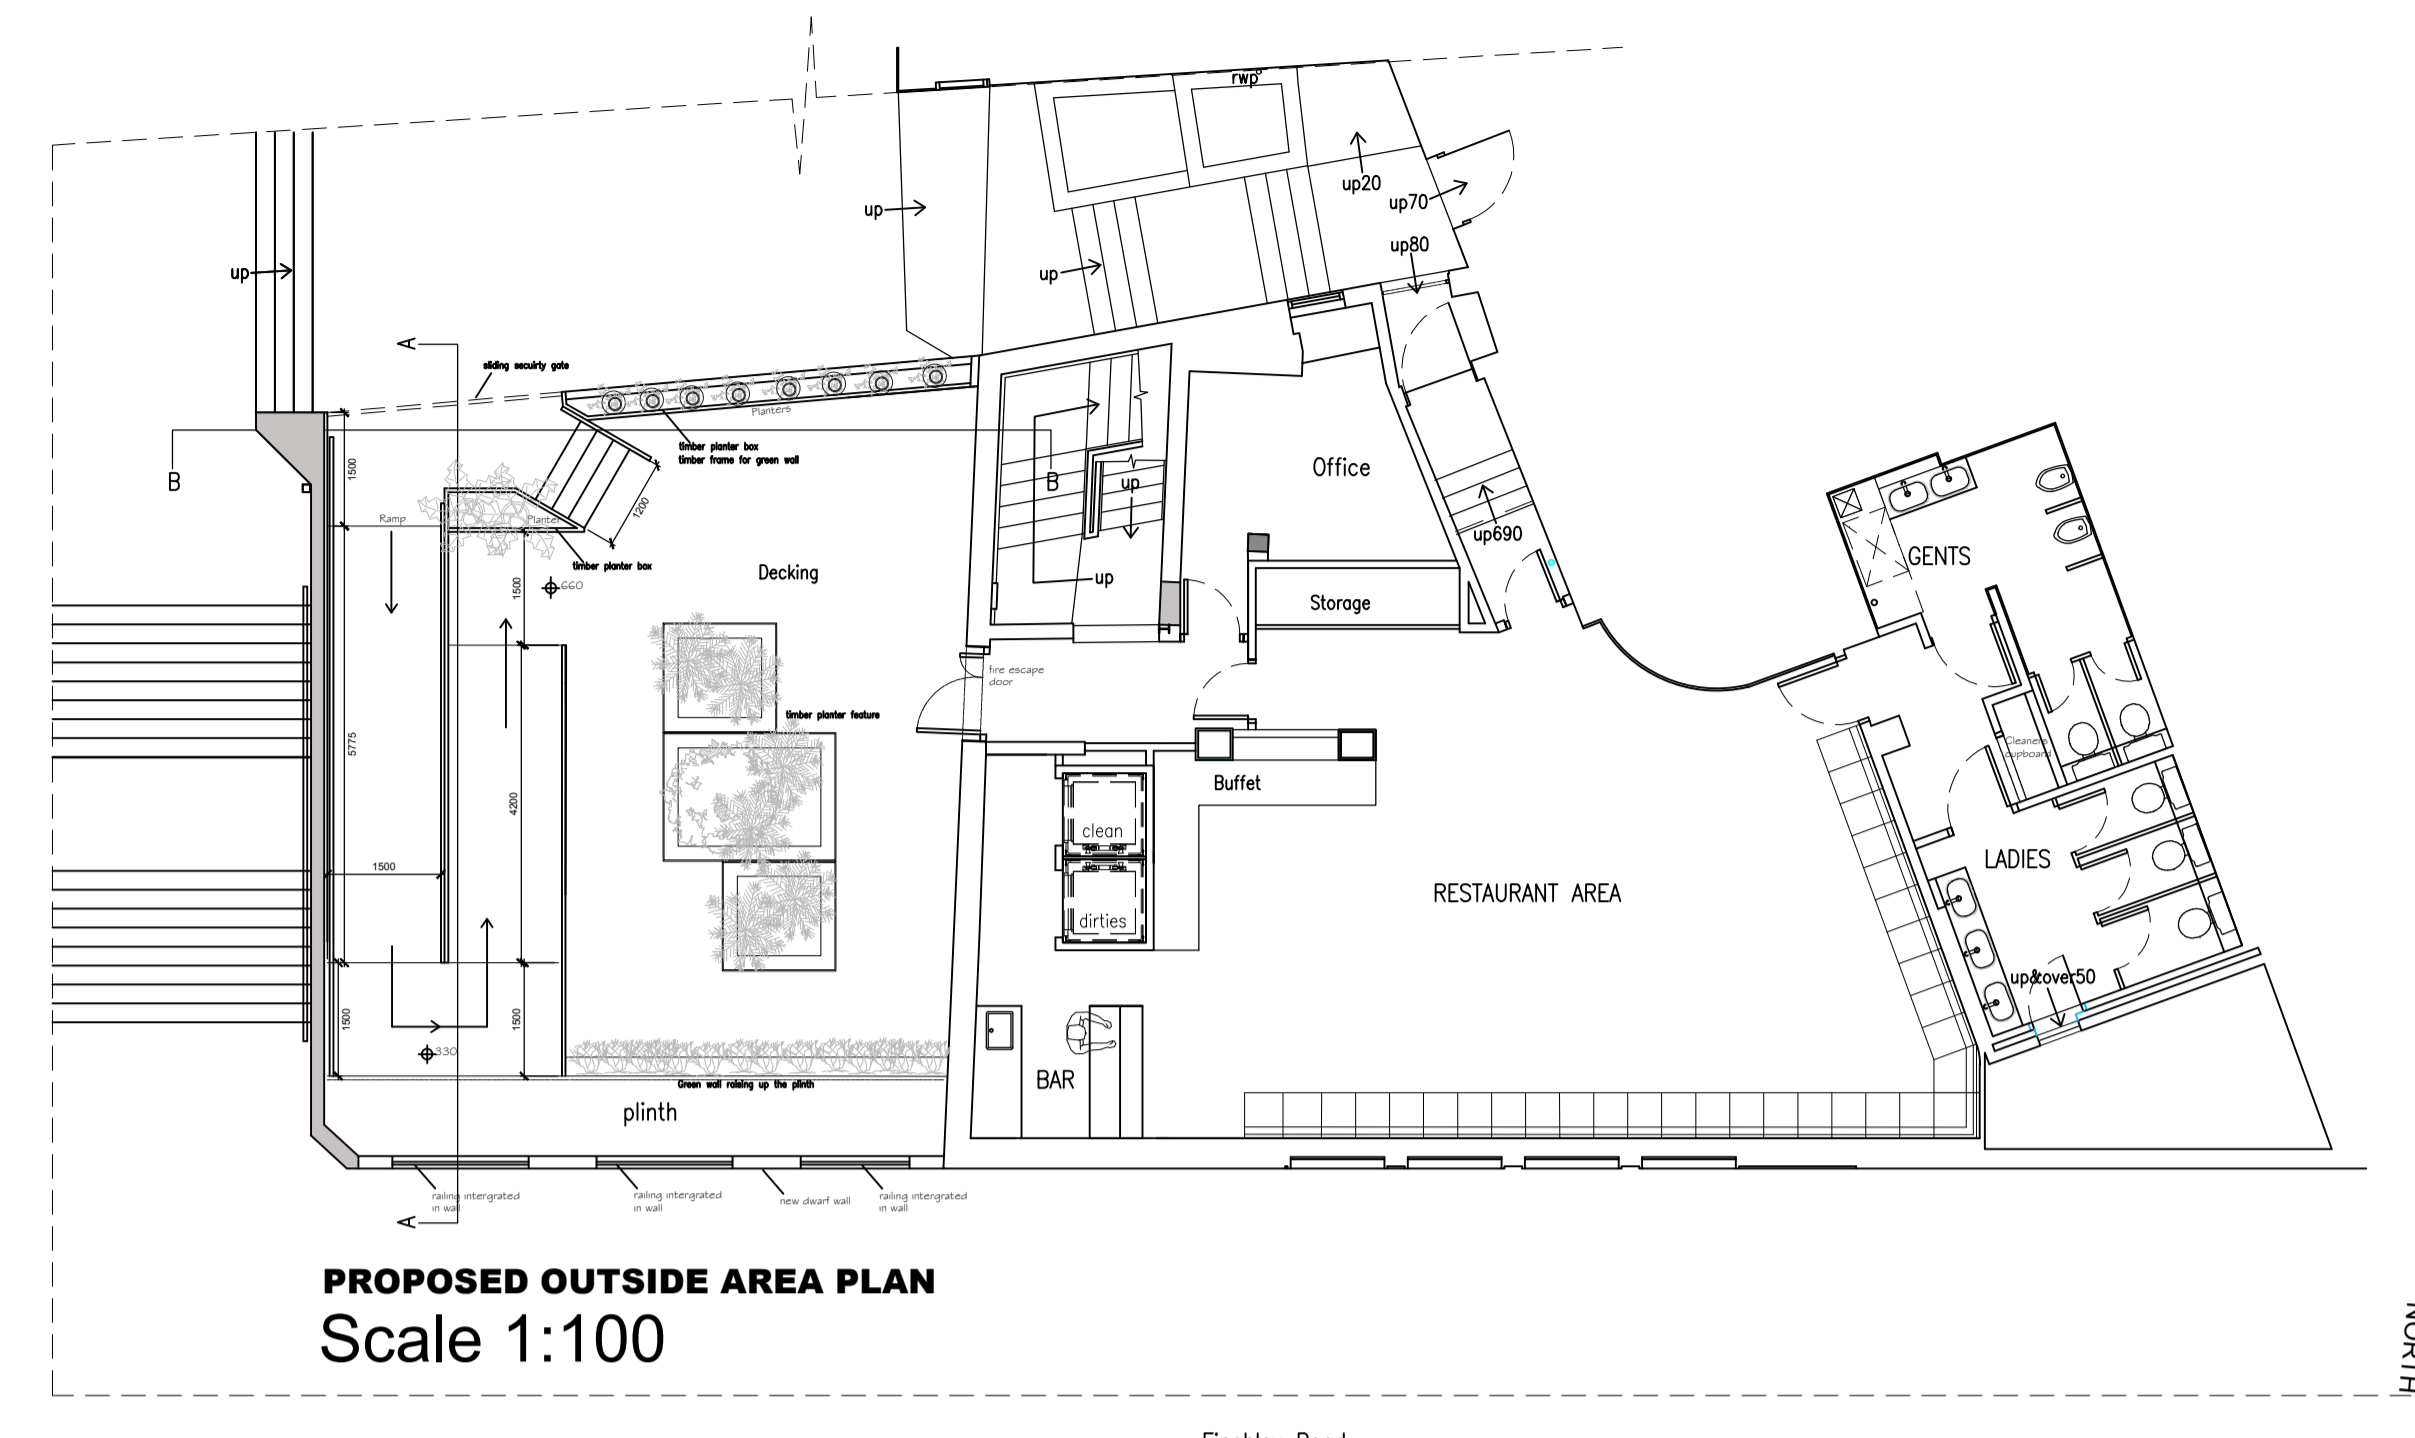 rwp
up20
up70
up
up80
up
up
A
sliding secuirty gate
Planters
timber planter box
timber frame for green wall
B
B
1500
Office
up
Ramp
Planter
1200
up690
GENTS
timber planter box
Decking
1500
660
up
Storage
fire escape
door
timber planter feature
5775
Cleaners
cupboard
Buffet
4200
clean
1500
LADIES
RESTAURANT AREA
dirties
up&over50
1500
1500
330
BAR
Green wall raising up the plinth
plinth
railing intergrated
in wall
railing intergrated
in wall
new dwarf wall
railing intergrated
in wall
A
PROPOSED OUTSIDE AREA PLAN
Scale 1:100
NORTH